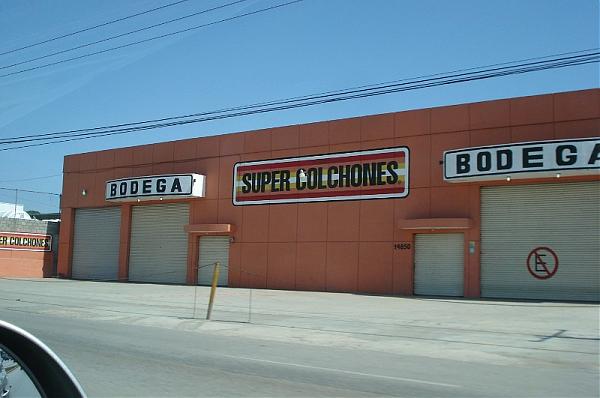 BODEGA
SUPER COLCHONES
BODEGA
ER COLCHONES
14850
E